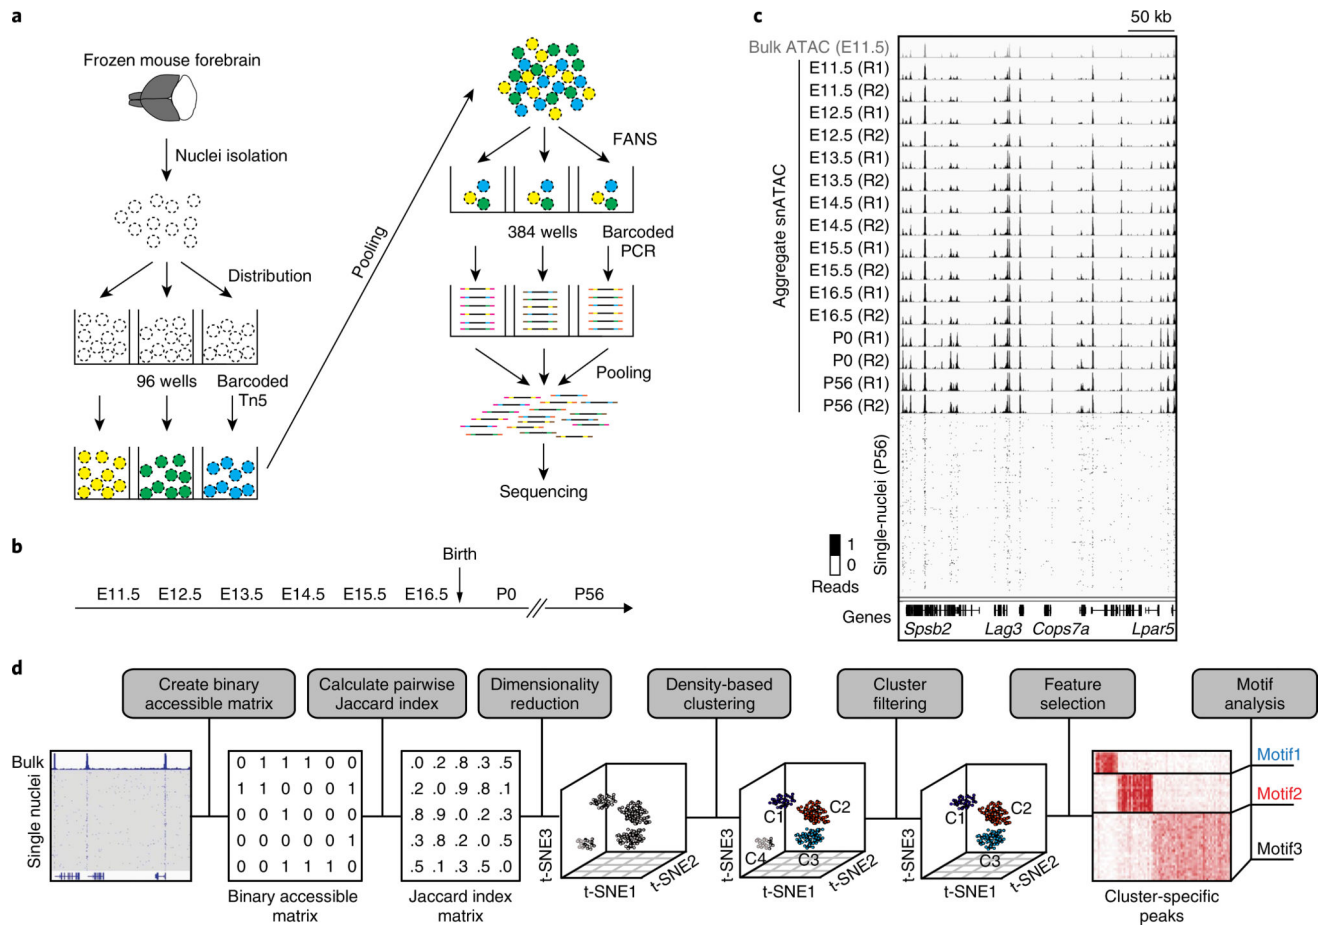 a
Frozen mouse forebrain
Nuclei isolation
Distribution
96 wells
Barcoded
Tn5
Pooling
FANS
384 wells
Barcoded
PCR
Pooling
Sequencing
b
Birth
E11.5 E12.5 E13.5 E14.5 E15.5 E16.5 P0 P56
c
50 kb
Bulk ATAC (E11.5)
Aggregate snATAC
E11.5 (R1)
E11.5 (R2)
E12.5 (R1)
E12.5 (R2)
E13.5 (R1)
E13.5 (R2)
E14.5 (R1)
E14.5 (R2)
E15.5 (R1)
E15.5 (R2)
E16.5 (R1)
E16.5 (R2)
P0 (R1)
P0 (R2)
P56 (R1)
P56 (R2)
Single-nuclei (P56)
1
0
Reads
Genes
Spsb2 Lag3 Cops7a Lpar5
d
Create binary
accessible matrix
Calculate pairwise
Jaccard index
Dimensionality
reduction
Density-based
clustering
Cluster
filtering
Feature
selection
Motif
analysis
Bulk
Single nuclei
0 1 1 1 0 0
1 1 0 0 0 1
0 0 1 0 0 0
0 0 0 0 0 1
0 0 1 1 1 0
Binary accessible
matrix
.0 .2 .8 .3 .5
.2 .0 .9 .8 .1
.8 .9 .0 .2 .3
.3 .8 .2 .0 .5
.5 .1 .3 .5 .0
Jaccard index
matrix
t-SNE3
t-SNE1
t-SNE2
C1
C2
C4
C3
t-SNE3
t-SNE1
t-SNE2
C1
C2
C3
t-SNE3
t-SNE1
t-SNE2
Motif1
Motif2
Motif3
Cluster-specific
peaks